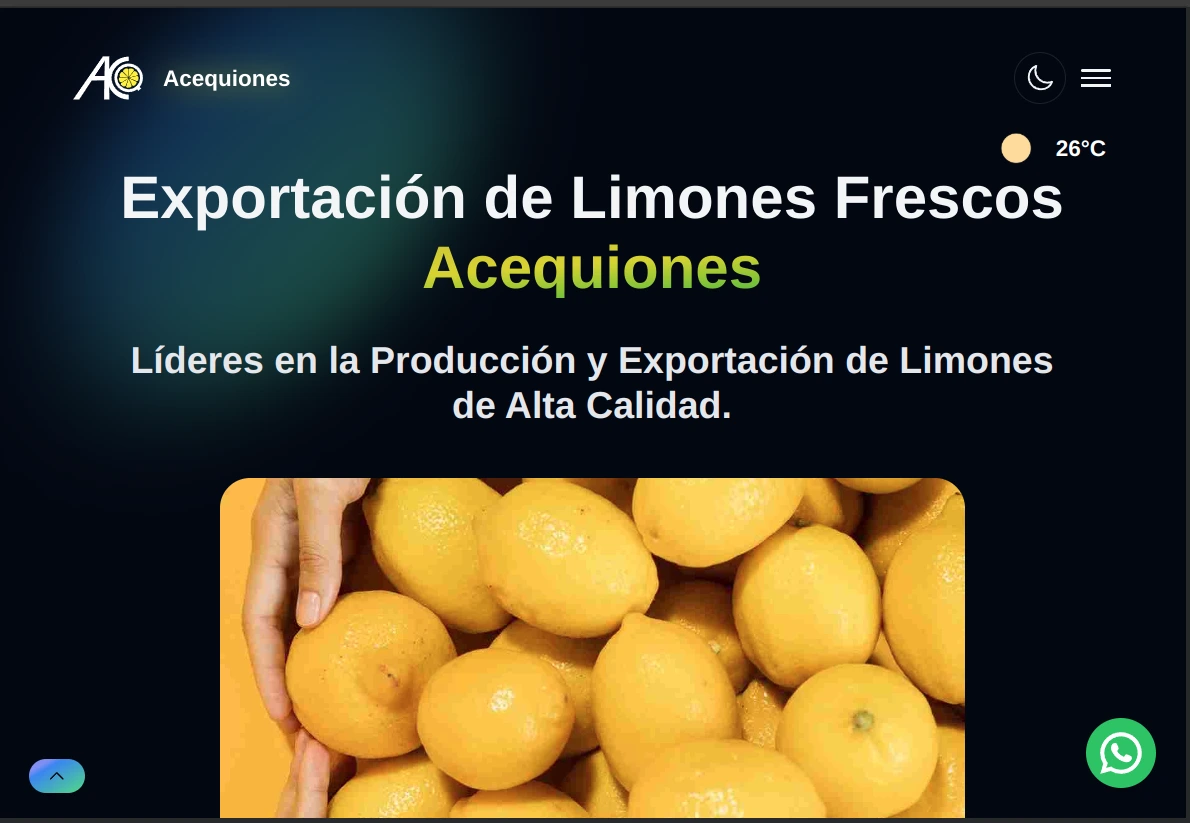 AC Acequiones
26°C
Exportación de Limones Frescos
Acequiones
Líderes en la Producción y Exportación de Limones
de Alta Calidad.